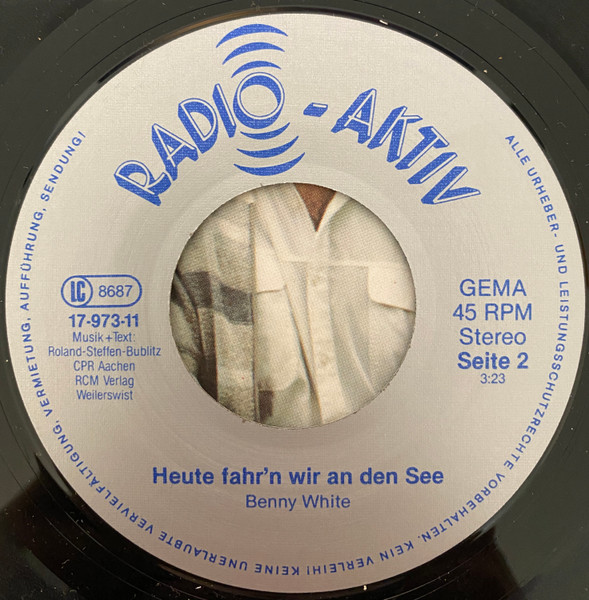 RADIO-AKTIV
LC 8687
17-973-11
Musik+Text:
Roland-Steffen-Bublitz
CPR Aachen
RCM Verlag
Weilerswist
GEMA
45 RPM
Stereo
Seite 2
3:23
Heute fahr'n wir an den See
Benny White
ALLE URHEBER- UND LEISTUNGSSCHUTZRECHTE VORBEHALTEN. KEIN VERLEIH! KEINE UNERLAUBTE VERVIELFÄLTIGUNG, VERMIETUNG, AUFFÜHRUNG, SENDUNG!